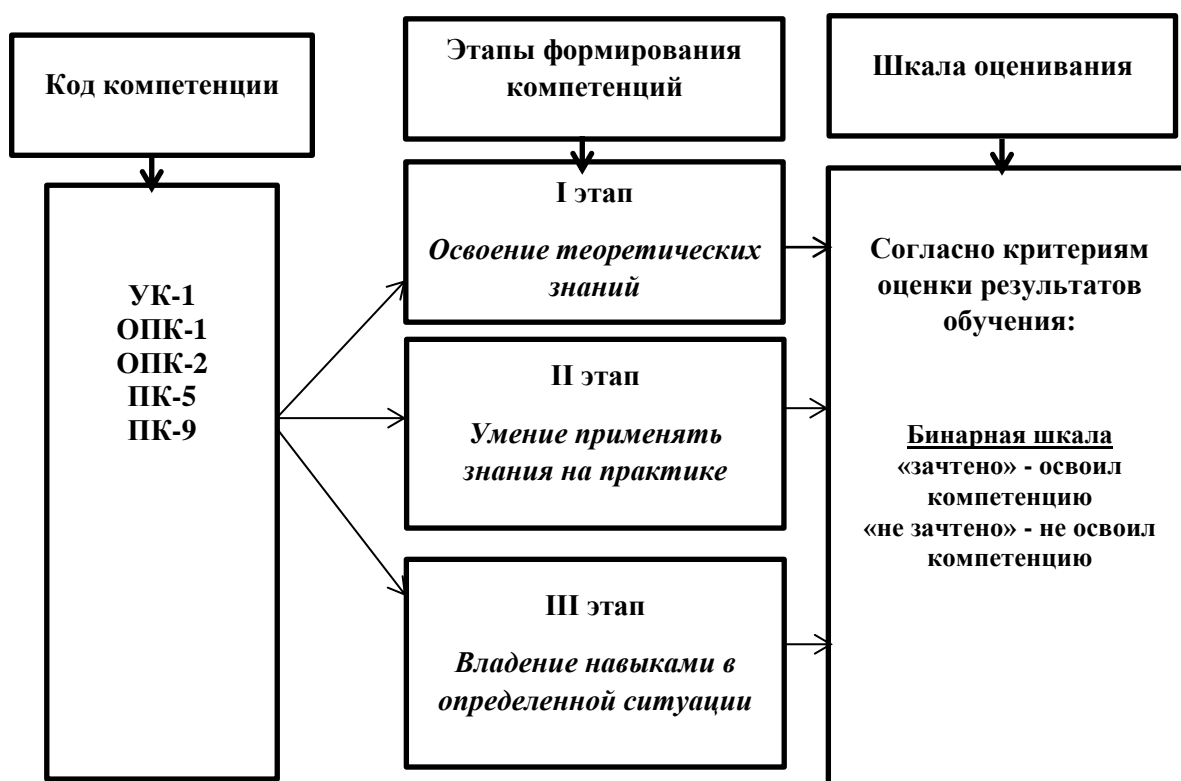 Код компетенции
Этапы формирования
компетенций
Шкала оценивания
УК-1
ОПК-1
ОПК-2
ПК-5
ПК-9
I этап
Освоение теоретических
знаний
II этап
Умение применять
знания на практике
III этап
Владение навыками в
определенной ситуации
Согласно критериям
оценки результатов
обучения:
Бинарная шкала
«зачтено» - освоил
компетенцию
«не зачтено» - не освоил
компетенцию